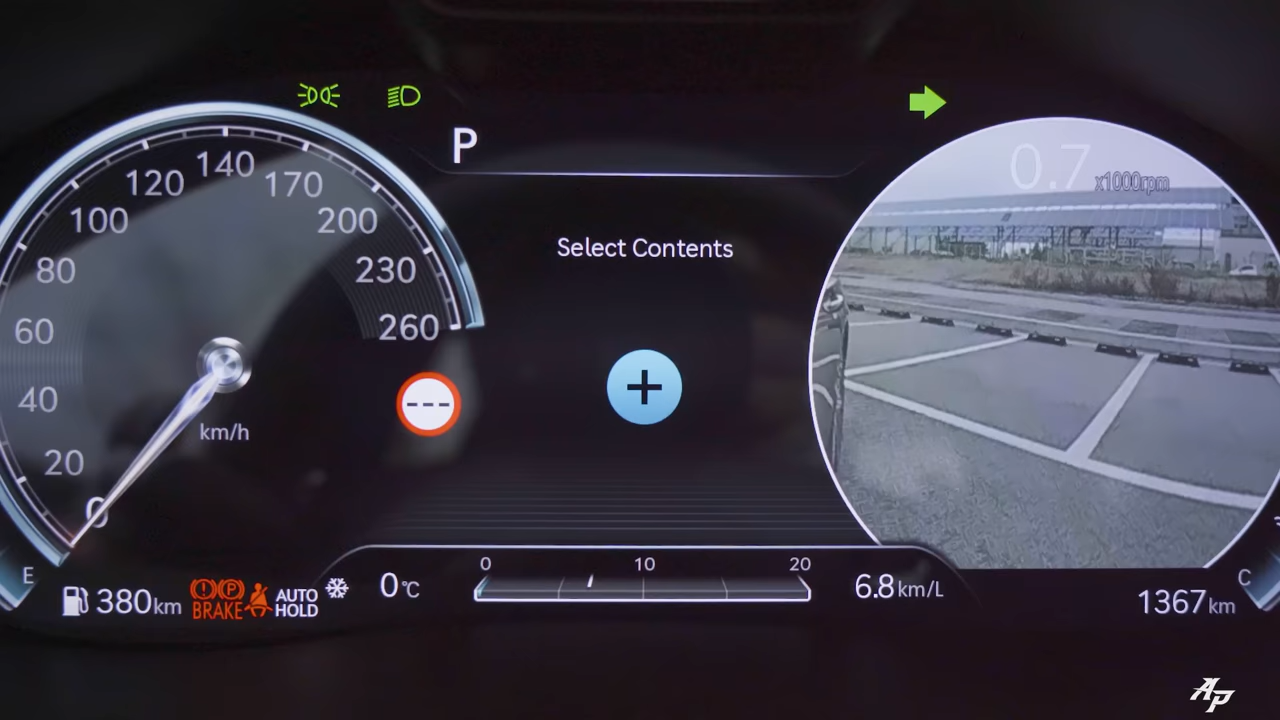 P
0.7 x1000rpm
0
20
40
60
80
100
120
140
170
200
230
260
km/h
---
Select Contents
+
E
380km
(!) (P)
BRAKE
AUTO
HOLD
0°C
0 10 20
6.8km/L
C
1367km
AP